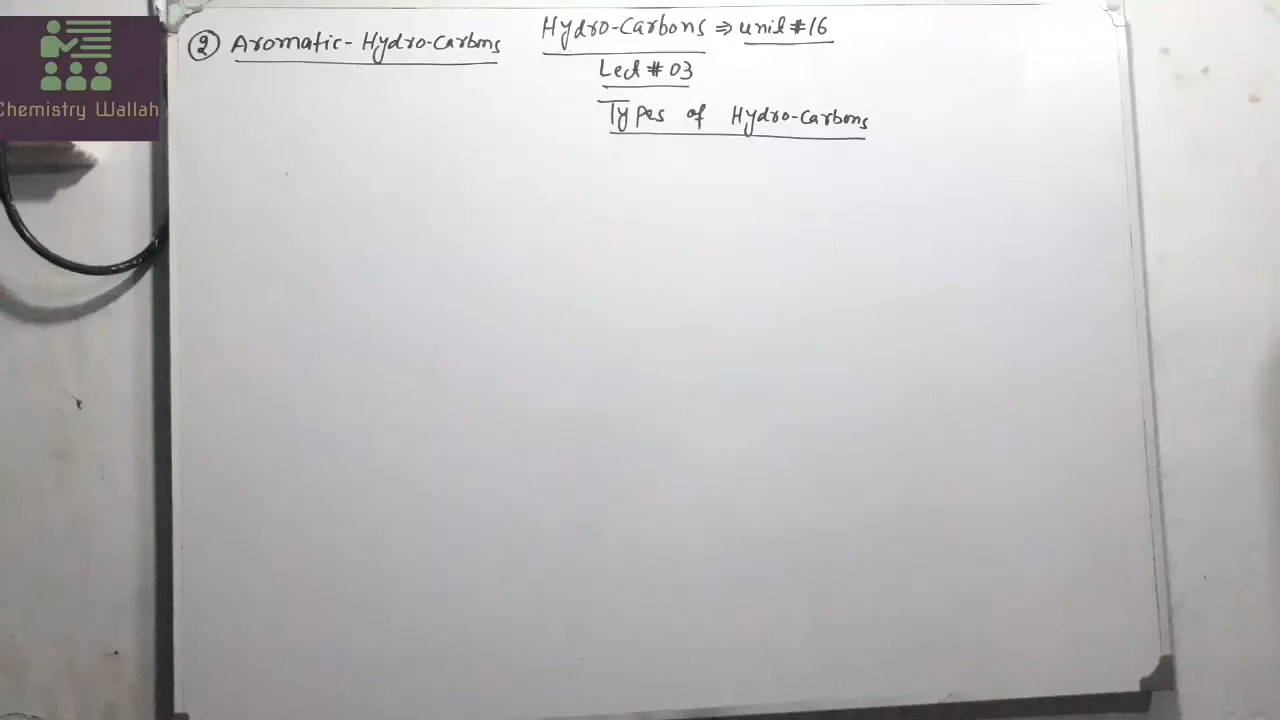 Chemistry Wallah
② Aromatic-Hydro-Carbons
Hydro-Carbons ⇒ unit #16
Lect # 03
Types of Hydro-Carbons